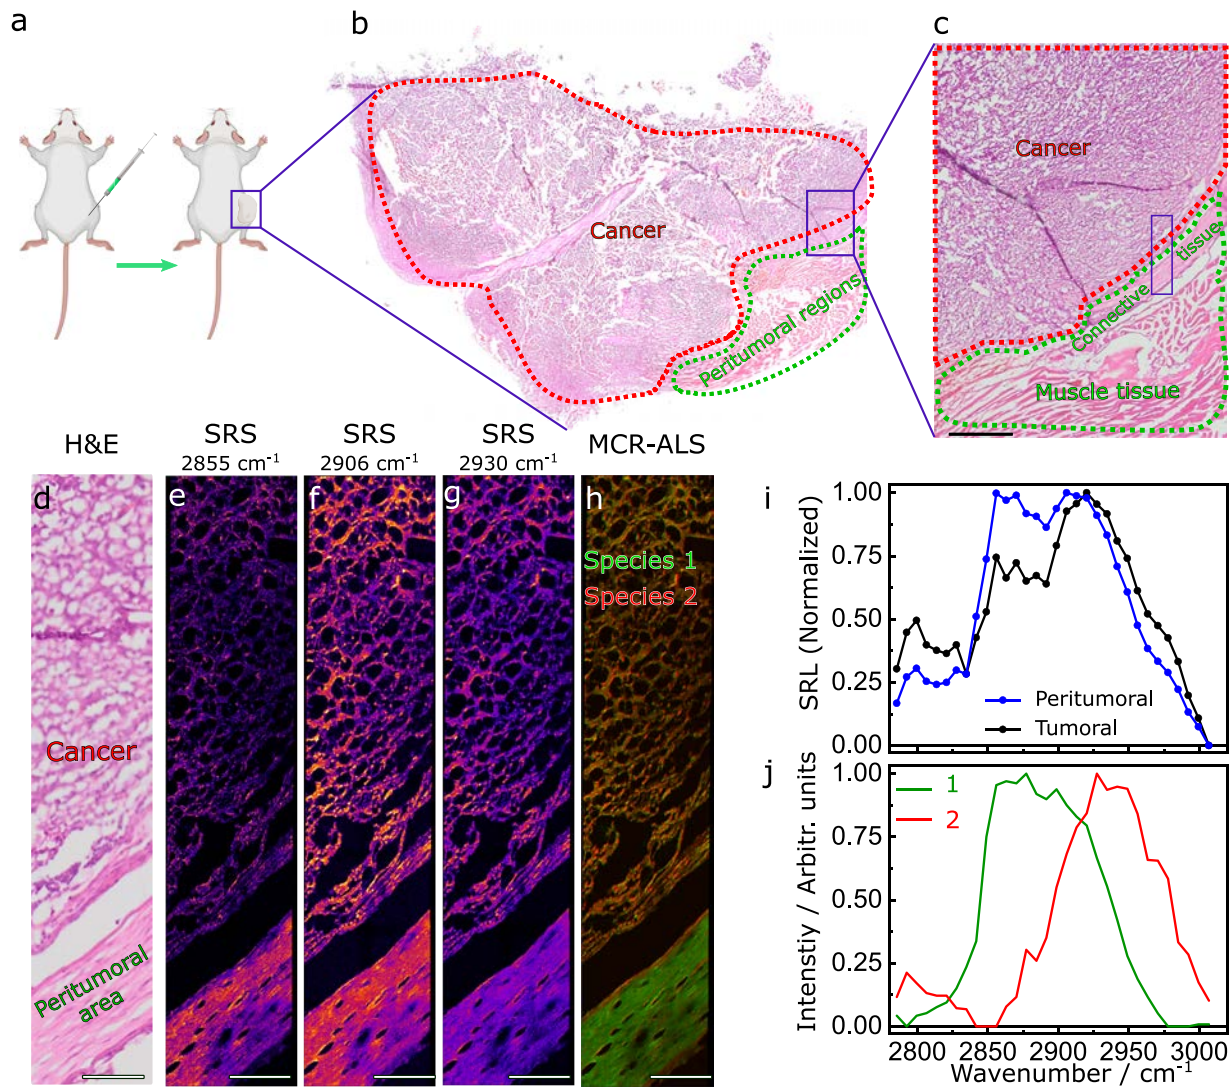 a
b
c
Cancer
Peritumoral regions
Cancer
Connective tissue
Muscle tissue
H&E
SRS
2855 cm⁻¹
SRS
2906 cm⁻¹
SRS
2930 cm⁻¹
MCR-ALS
d
Cancer
Peritumoral
area
e
f
g
h
Species 1
Species 2
i
SRL (Normalized)
1.00
0.75
0.50
0.25
0.00
Peritumoral
Tumoral
j
Intenstiy / Arbitr. units
1.00
0.75
0.50
0.25
0.00
1
2
2800 2850 2900 2950 3000
Wavenumber / cm⁻¹